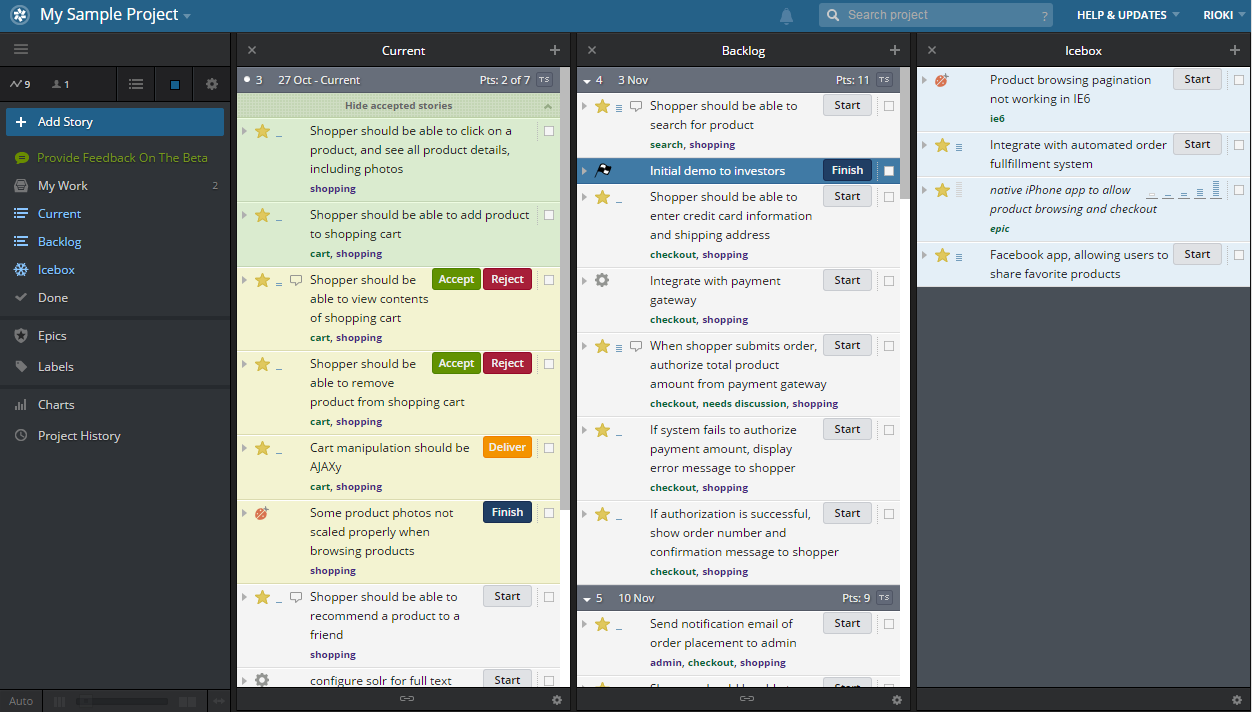 My Sample Project
Search project
?
HELP & UPDATES
RIOKI
9
1
Add Story
Provide Feedback On The Beta
My Work 2
Current
Backlog
Icebox
Done
Epics
Labels
Charts
Project History
Auto
Current
3 27 Oct - Current Pts: 2 of 7 TS
Hide accepted stories
Shopper should be able to click on a
product, and see all product details,
including photos
shopping
Shopper should be able to add product
to shopping cart
cart, shopping
Shopper should be Accept Reject
able to view contents
of shopping cart
cart, shopping
Shopper should be Accept Reject
able to remove
product from shopping cart
cart, shopping
Cart manipulation should be Deliver
AJAXy
cart, shopping
Some product photos not Finish
scaled properly when
browsing products
shopping
Shopper should be able to Start
recommend a product to a
friend
shopping
configure solr for full text Start
Backlog
4 3 Nov Pts: 11 TS
Shopper should be able to Start
search for product
search, shopping
Initial demo to investors Finish
Shopper should be able to Start
enter credit card information
and shipping address
checkout, shopping
Integrate with payment Start
gateway
checkout, shopping
When shopper submits order, Start
authorize total product
amount from payment gateway
checkout, needs discussion, shopping
If system fails to authorize Start
payment amount, display
error message to shopper
checkout, shopping
If authorization is successful, Start
show order number and
confirmation message to shopper
checkout, shopping
5 10 Nov Pts: 9 TS
Send notification email of Start
order placement to admin
admin, checkout, shopping
Icebox
Product browsing pagination Start
not working in IE6
ie6
Integrate with automated order Start
fullfillment system
native iPhone app to allow
product browsing and checkout
epic
Facebook app, allowing users to Start
share favorite products